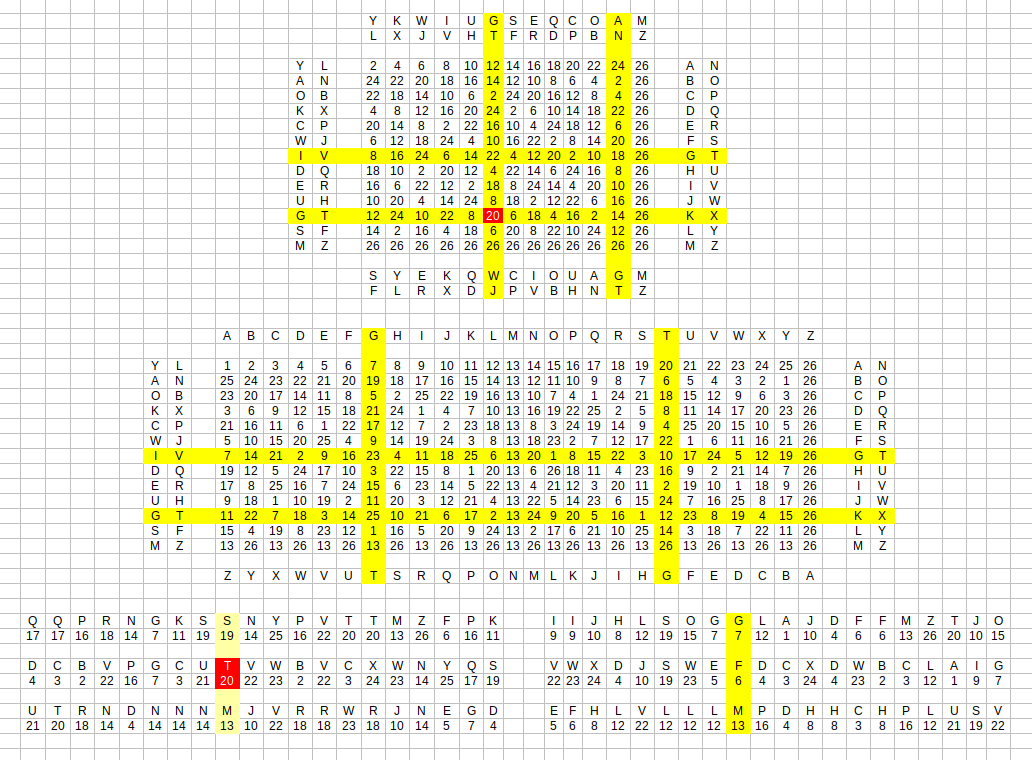 Y K W I U G S E Q C O A M
L X J V H T F R D P B N Z
Y L 2 4 6 8 10 12 14 16 18 20 22 24 26 A N
A N 24 22 20 18 16 14 12 10 8 6 4 2 26 B O
O B 22 18 14 10 6 2 24 20 16 12 8 4 26 C P
K X 4 8 12 16 20 24 2 6 10 14 18 22 26 D Q
C P 20 14 8 2 22 16 10 4 24 18 12 6 26 E R
W J 6 12 18 24 4 10 16 22 2 8 14 20 26 F S
I V 8 16 24 6 14 22 4 12 20 2 10 18 26 G T
D Q 18 10 2 20 12 4 22 14 6 24 16 8 26 H U
E R 16 6 22 12 2 18 8 24 14 4 20 10 26 I V
U H 10 20 4 14 24 8 18 2 12 22 6 16 26 J W
G T 12 24 10 22 8 20 6 18 4 16 2 14 26 K X
S F 14 2 16 4 18 6 20 8 22 10 24 12 26 L Y
M Z 26 26 26 26 26 26 26 26 26 26 26 26 26 M Z
S Y E K Q W C I O U A G M
F L R X D J P V B H N T Z
A B C D E F G H I J K L M N O P Q R S T U V W X Y Z
Y L 1 2 3 4 5 6 7 8 9 10 11 12 13 14 15 16 17 18 19 20 21 22 23 24 25 26 A N
A N 25 24 23 22 21 20 19 18 17 16 15 14 13 12 11 10 9 8 7 6 5 4 3 2 1 26 B O
O B 23 20 17 14 11 8 5 2 25 22 19 16 13 10 7 4 1 24 21 18 15 12 9 6 3 26 C P
K X 3 6 9 12 15 18 21 24 1 4 7 10 13 16 19 22 25 2 5 8 11 14 17 20 23 26 D Q
C P 21 16 11 6 1 22 17 12 7 2 23 18 13 8 3 24 19 14 9 4 25 20 15 10 5 26 E R
W J 5 10 15 20 25 4 9 14 19 24 3 8 13 18 23 2 7 12 17 22 1 6 11 16 21 26 F S
I V 7 14 21 2 9 16 23 4 11 18 25 6 13 20 1 8 15 22 3 10 17 24 5 12 19 26 G T
D Q 19 12 5 24 17 10 3 22 15 8 1 20 13 6 26 18 11 4 23 16 9 2 21 14 7 26 H U
E R 17 8 25 16 7 24 15 6 23 14 5 22 13 4 21 12 3 20 11 2 19 10 1 18 9 26 I V
U H 9 18 1 10 19 2 11 20 3 12 21 4 13 22 5 14 23 6 15 24 7 16 25 8 17 26 J W
G T 11 22 7 18 3 14 25 10 21 6 17 2 13 24 9 20 5 16 1 12 23 8 19 4 15 26 K X
S F 15 4 19 8 23 12 1 16 5 20 9 24 13 2 17 6 21 10 25 14 3 18 7 22 11 26 L Y
M Z 13 26 13 26 13 26 13 26 13 26 13 26 13 26 13 26 13 26 13 26 13 26 13 26 13 26 M Z
Z Y X W V U T S R Q P O N M L K J I H G F E D C B A
Q Q P R N G K S S N Y P V T T M Z F P K I I J H L S O G G L A J D F F M Z T J O
17 17 16 18 14 7 11 19 19 14 25 16 22 20 20 13 26 6 16 11 9 9 10 8 12 19 15 7 7 12 1 10 4 6 6 13 26 20 10 15
D C B V P G C U T V W B V C X W N Y Q S V W X D J S W E F D C X D W B C L A I G
4 3 2 22 16 7 3 21 20 22 23 2 22 3 24 23 14 25 17 19 22 23 24 4 10 19 23 5 6 4 3 24 4 23 2 3 12 1 9 7
U T R N D N N N M J V R R W R J N E G D E F H L V L L L M P D H H C H P L U S V
21 20 18 14 4 14 14 14 13 10 22 18 18 23 18 10 14 5 7 4 5 6 8 12 22 12 12 12 13 16 4 8 8 3 8 16 12 21 19 22